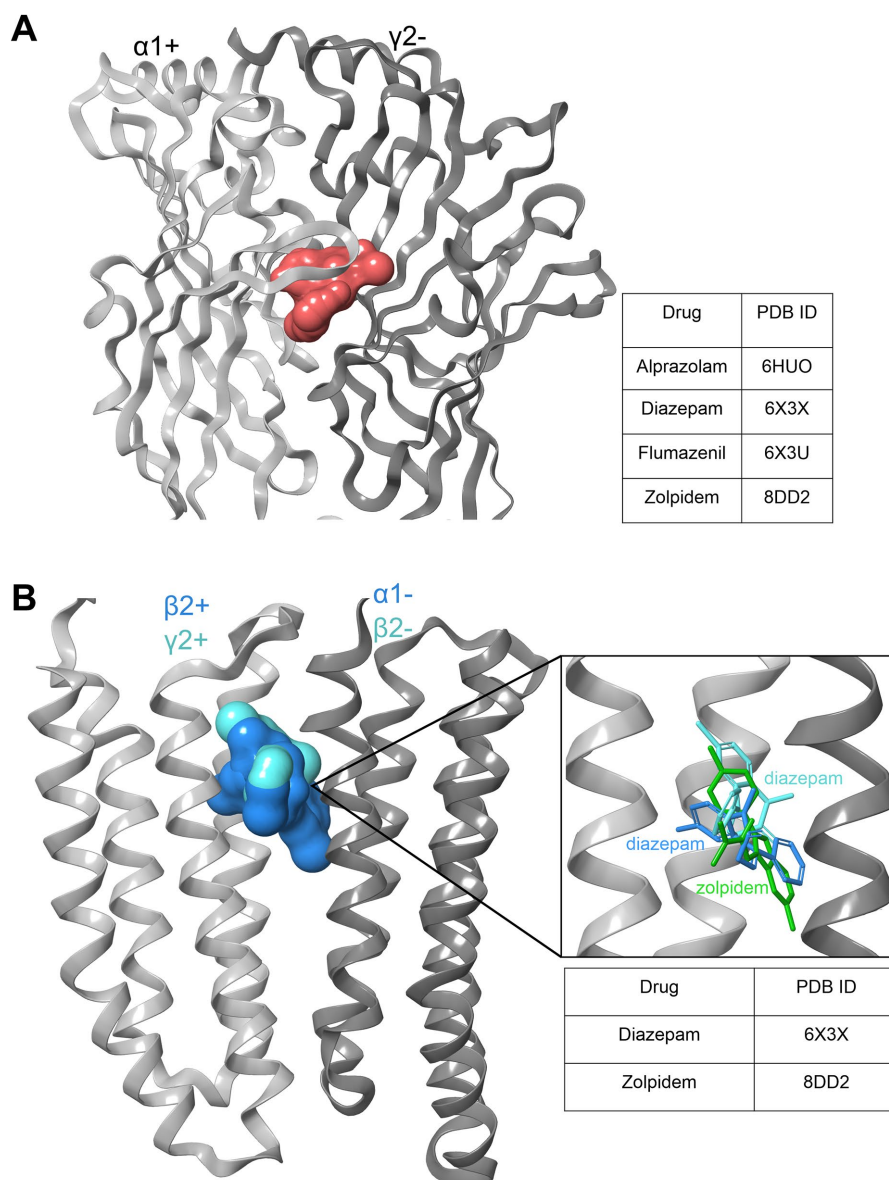 A
α1+ γ2-
Drug PDB ID
Alprazolam 6HUO
Diazepam 6X3X
Flumazenil 6X3U
Zolpidem 8DD2
B
β2+ α1-
γ2+ β2-
diazepam
diazepam
zolpidem
Drug PDB ID
Diazepam 6X3X
Zolpidem 8DD2